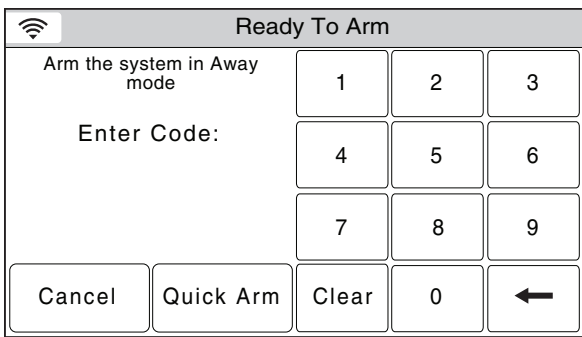 Ready To Arm
Arm the system in Away
mode
Enter Code:
1 2 3
4 5 6
7 8 9
Cancel Quick Arm Clear 0